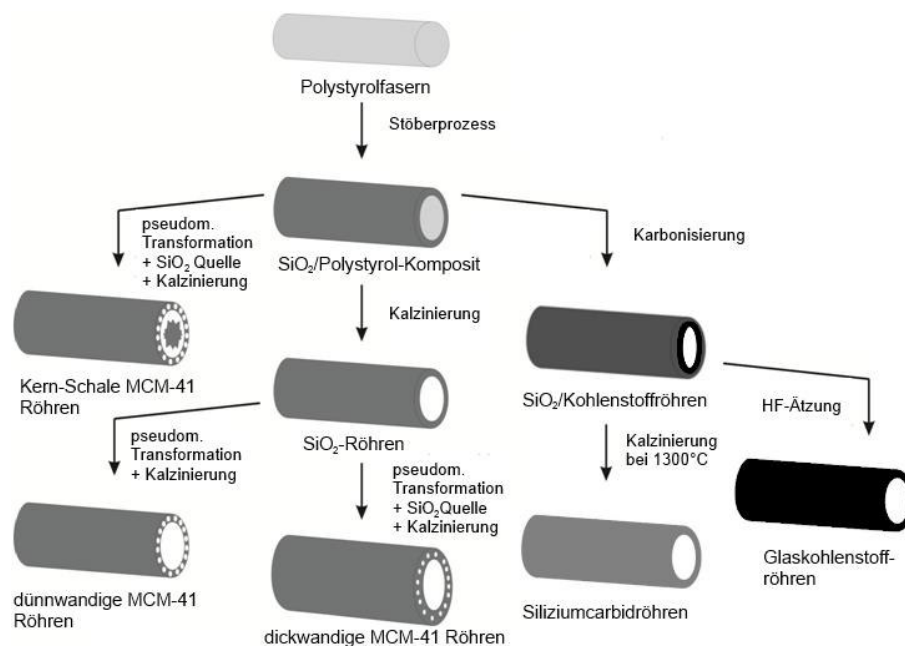 Polystyrolfasern
Stöberprozess
pseudom.
Transformation
+ SiO₂ Quelle
+ Kalzinierung
SiO₂/Polystyrol-Komposit
Karbonisierung
Kalzinierung
Kern-Schale MCM-41
Röhren
SiO₂/Kohlenstoffröhren
HF-Ätzung
pseudom.
Transformation
+ Kalzinierung
SiO₂-Röhren
Kalzinierung
bei 1300°C
pseudom.
Transformation
+ SiO₂Quelle
+ Kalzinierung
Glaskohlenstoff-
röhren
dünnwandige MCM-41
Röhren
dickwandige MCM-41 Röhren
Siliziumcarbidröhren